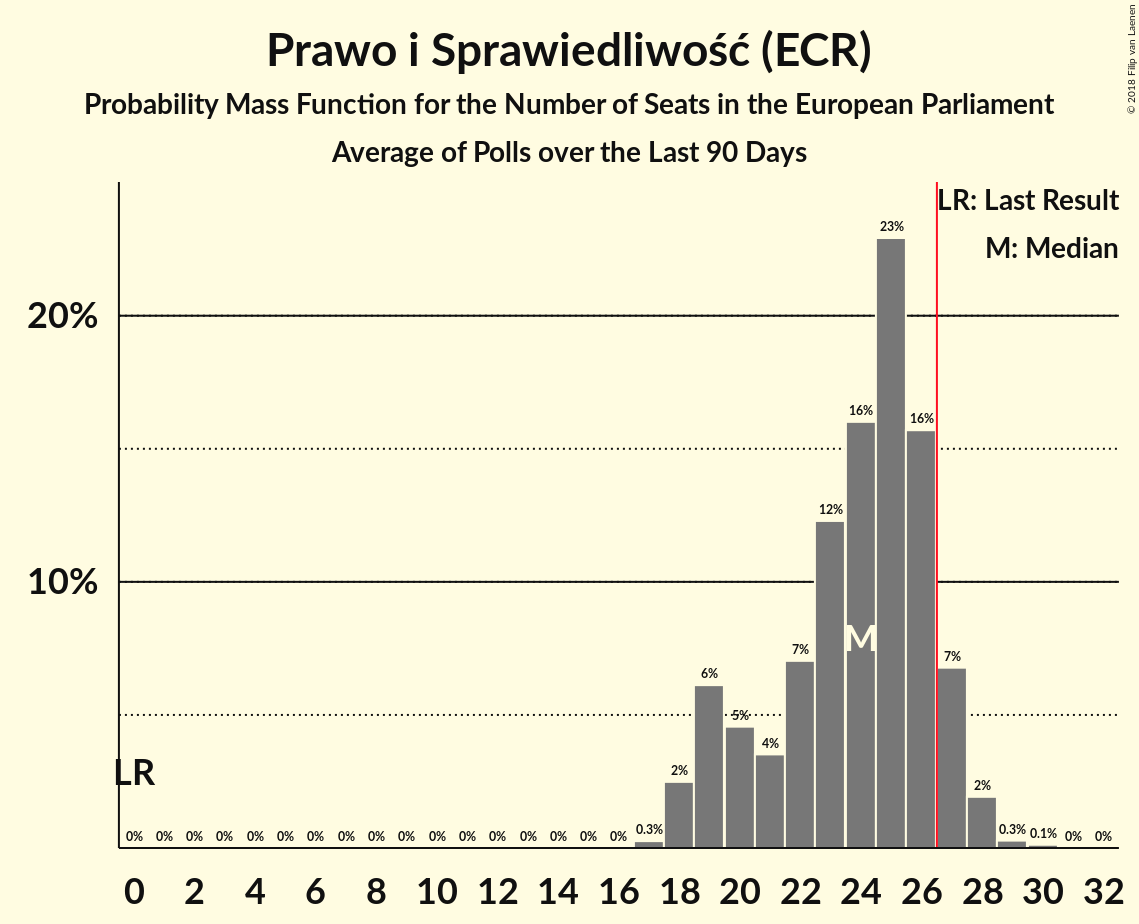 Prawo i Sprawiedliwość (ECR)
Probability Mass Function for the Number of Seats in the European Parliament
Average of Polls over the Last 90 Days
© 2018 Filip van Laenen
LR: Last Result
M: Median
23%
20%
16% 16%
12%
10%
M
7% 7%
6%
5%
4%
LR
2% 2%
0% 0% 0% 0% 0% 0% 0% 0% 0% 0% 0% 0% 0% 0% 0% 0% 0% 0.3% 0.3% 0.1% 0% 0%
0 2 4 6 8 10 12 14 16 18 20 22 24 26 28 30 32